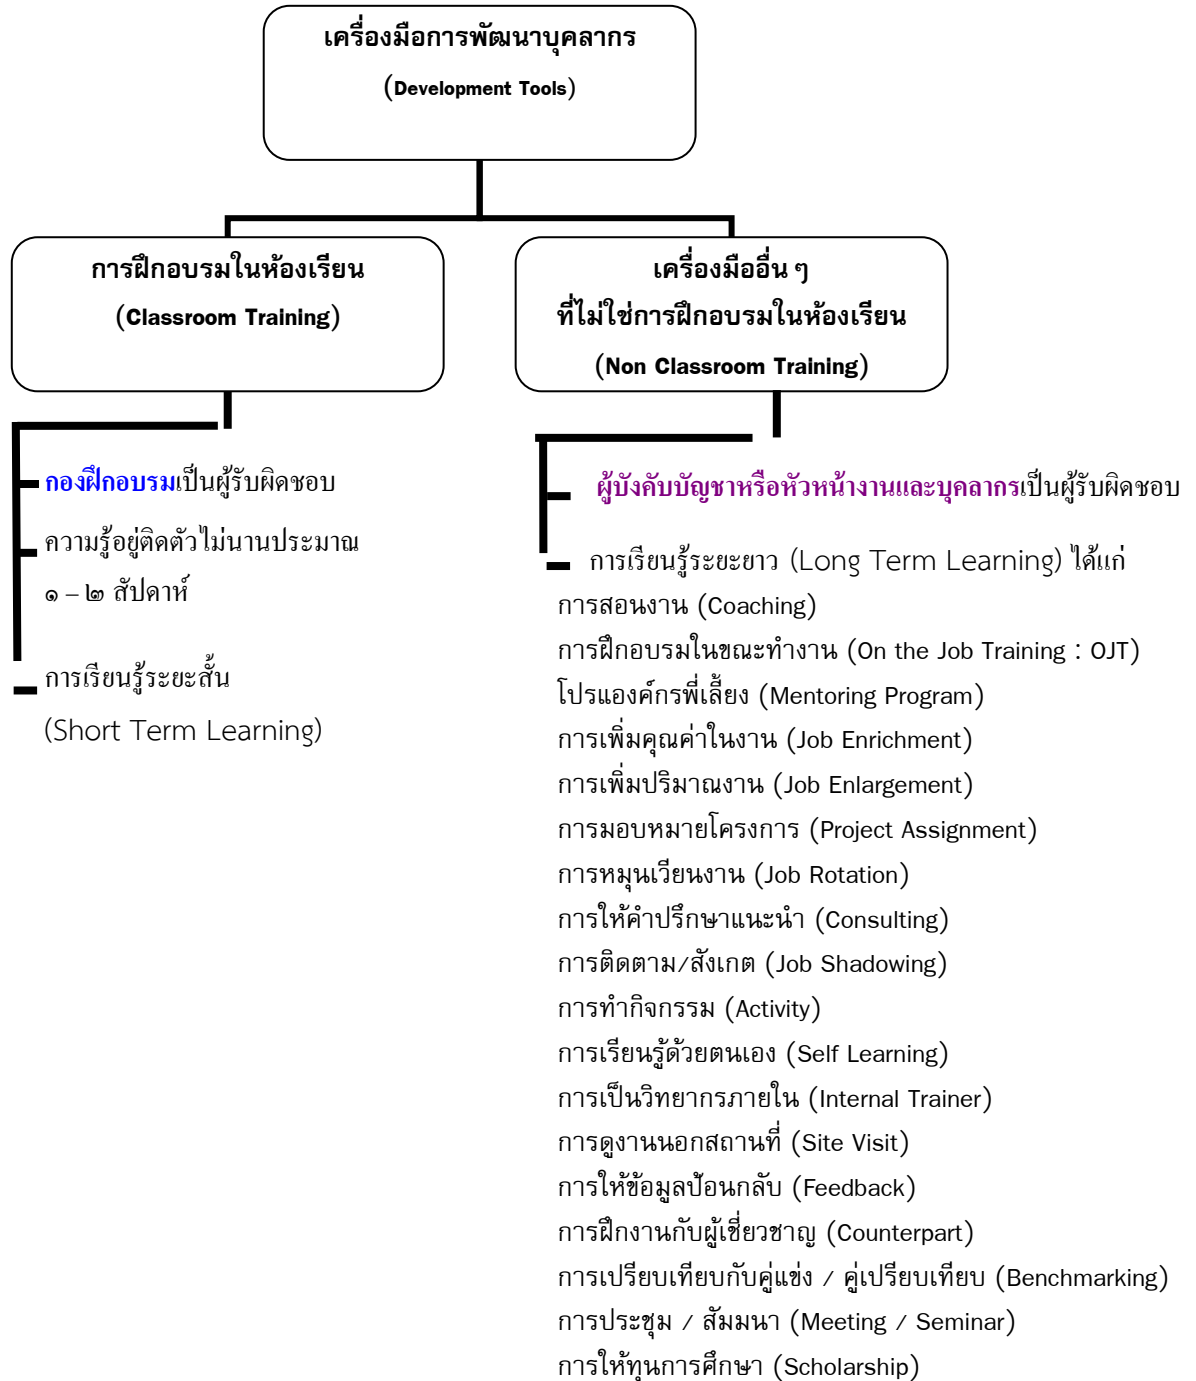 เครื่องมือการพัฒนาบุคลากร
(Development Tools)
การฝึกอบรมในห้องเรียน
(Classroom Training)
เครื่องมืออื่น ๆ
ที่ไม่ใช่การฝึกอบรมในห้องเรียน
(Non Classroom Training)
กองฝึกอบรมเป็นผู้รับผิดชอบ
ความรู้อยู่ติดตัวไม่นานประมาณ
๑ – ๒ สัปดาห์
การเรียนรู้ระยะสั้น
(Short Term Learning)
ผู้บังคับบัญชาหรือหัวหน้างานและบุคลากรเป็นผู้รับผิดชอบ
การเรียนรู้ระยะยาว (Long Term Learning) ได้แก่
การสอนงาน (Coaching)
การฝึกอบรมในขณะทำงาน (On the Job Training : OJT)
โปรแองค์กรพี่เลี้ยง (Mentoring Program)
การเพิ่มคุณค่าในงาน (Job Enrichment)
การเพิ่มปริมาณงาน (Job Enlargement)
การมอบหมายโครงการ (Project Assignment)
การหมุนเวียนงาน (Job Rotation)
การให้คำปรึกษาแนะนำ (Consulting)
การติดตาม/สังเกต (Job Shadowing)
การทำกิจกรรม (Activity)
การเรียนรู้ด้วยตนเอง (Self Learning)
การเป็นวิทยากรภายใน (Internal Trainer)
การดูงานนอกสถานที่ (Site Visit)
การให้ข้อมูลป้อนกลับ (Feedback)
การฝึกงานกับผู้เชี่ยวชาญ (Counterpart)
การเปรียบเทียบกับคู่แข่ง / คู่เปรียบเทียบ (Benchmarking)
การประชุม / สัมมนา (Meeting / Seminar)
การให้ทุนการศึกษา (Scholarship)